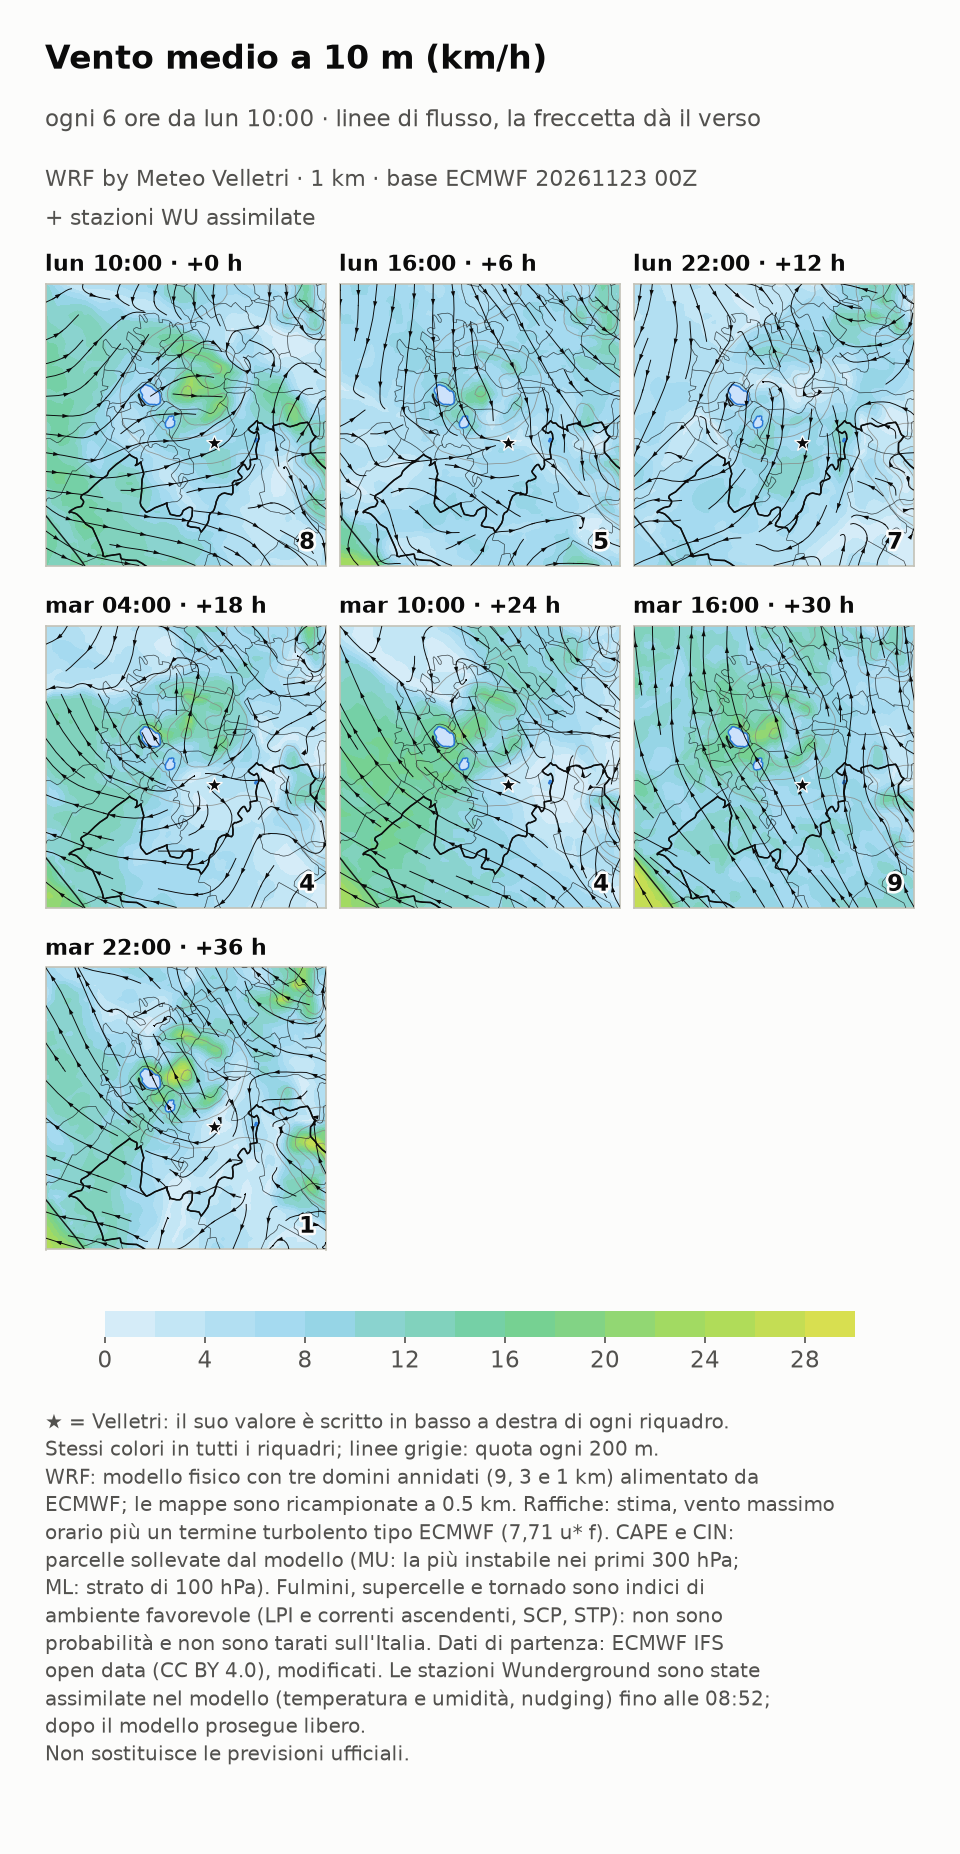 Vento medio a 10 m (km/h)
ogni 6 ore da lun 10:00 · linee di flusso, la freccetta dà il verso
WRF by Meteo Velletri · 1 km · base ECMWF 20261123 00Z
+ stazioni WU assimilate
lun 10:00 · +0 h
lun 16:00 · +6 h
lun 22:00 · +12 h
8
5
7
mar 04:00 · +18 h
mar 10:00 · +24 h
mar 16:00 · +30 h
4
4
9
mar 22:00 · +36 h
1
0 4 8 12 16 20 24 28
★ = Velletri: il suo valore è scritto in basso a destra di ogni riquadro.
Stessi colori in tutti i riquadri; linee grigie: quota ogni 200 m.
WRF: modello fisico con tre domini annidati (9, 3 e 1 km) alimentato da
ECMWF; le mappe sono ricampionate a 0.5 km. Raffiche: stima, vento massimo
orario più un termine turbolento tipo ECMWF (7,71 u* f). CAPE e CIN:
parcelle sollevate dal modello (MU: la più instabile nei primi 300 hPa;
ML: strato di 100 hPa). Fulmini, supercelle e tornado sono indici di
ambiente favorevole (LPI e correnti ascendenti, SCP, STP): non sono
probabilità e non sono tarati sull'Italia. Dati di partenza: ECMWF IFS
open data (CC BY 4.0), modificati. Le stazioni Wunderground sono state
assimilate nel modello (temperatura e umidità, nudging) fino alle 08:52;
dopo il modello prosegue libero.
Non sostituisce le previsioni ufficiali.